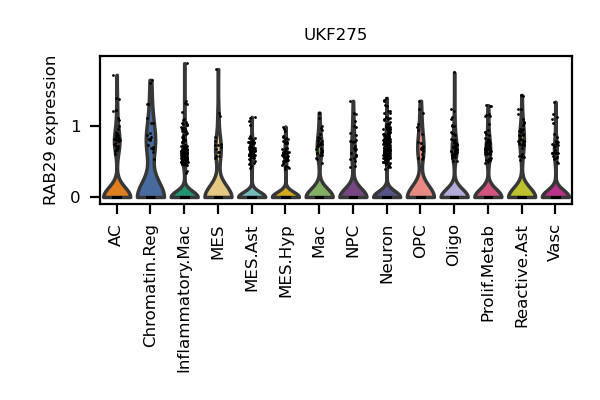 UKF275
RAB29 expression
1
0
AC
Chromatin.Reg
Inflammatory.Mac
MES
MES.Ast
MES.Hyp
Mac
NPC
Neuron
OPC
Oligo
Prolif.Metab
Reactive.Ast
Vasc